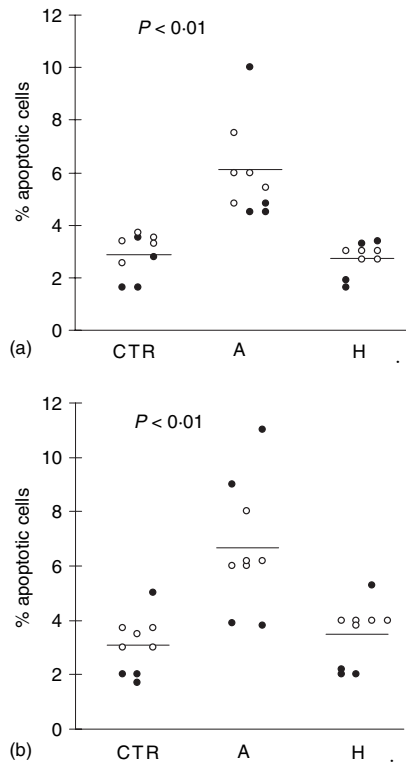 P < 0·01
12
10
8
6
4
2
0
% apoptotic cells
(a)
CTR A H .
P < 0·01
12
10
8
6
4
2
0
% apoptotic cells
(b)
CTR A H .